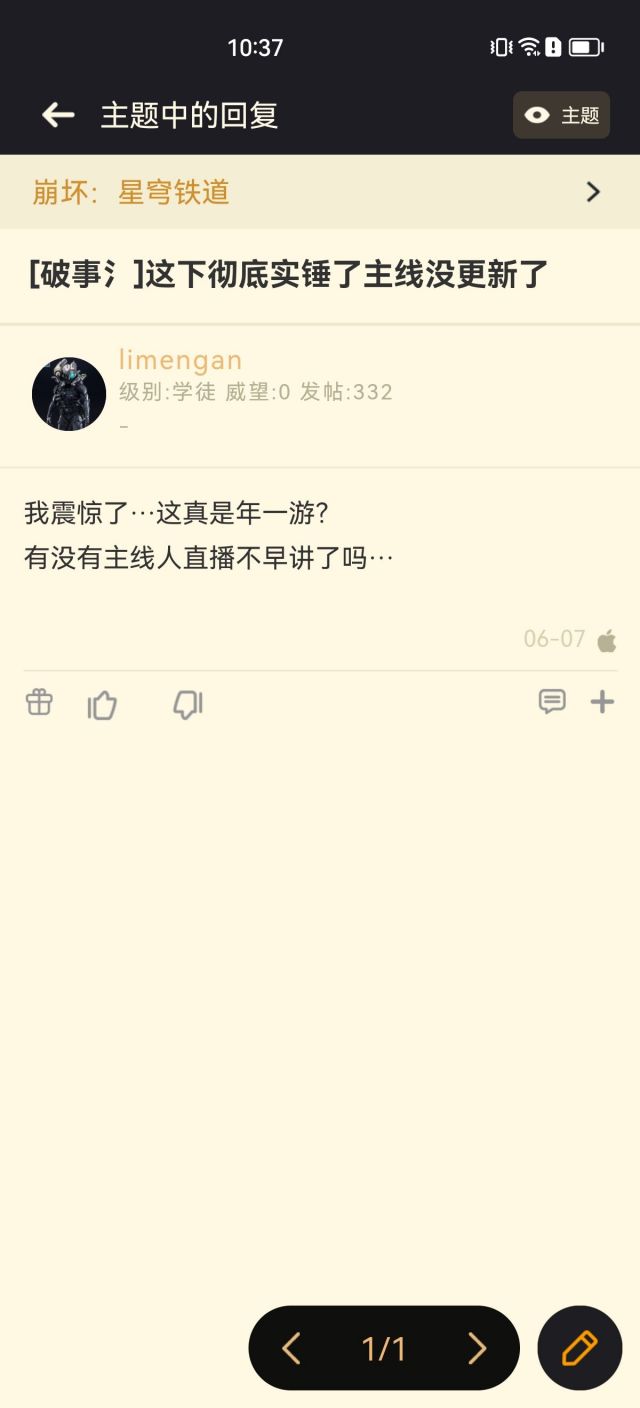 10:37
主题中的回复
主题
崩坏：星穹铁道
[破事氵]这下彻底实锤了主线没更新了
limengan
级别:学徒 威望:0 发帖:332
-
我震惊了…这真是年一游？
有没有主线人直播不早讲了吗…
06-07
1/1